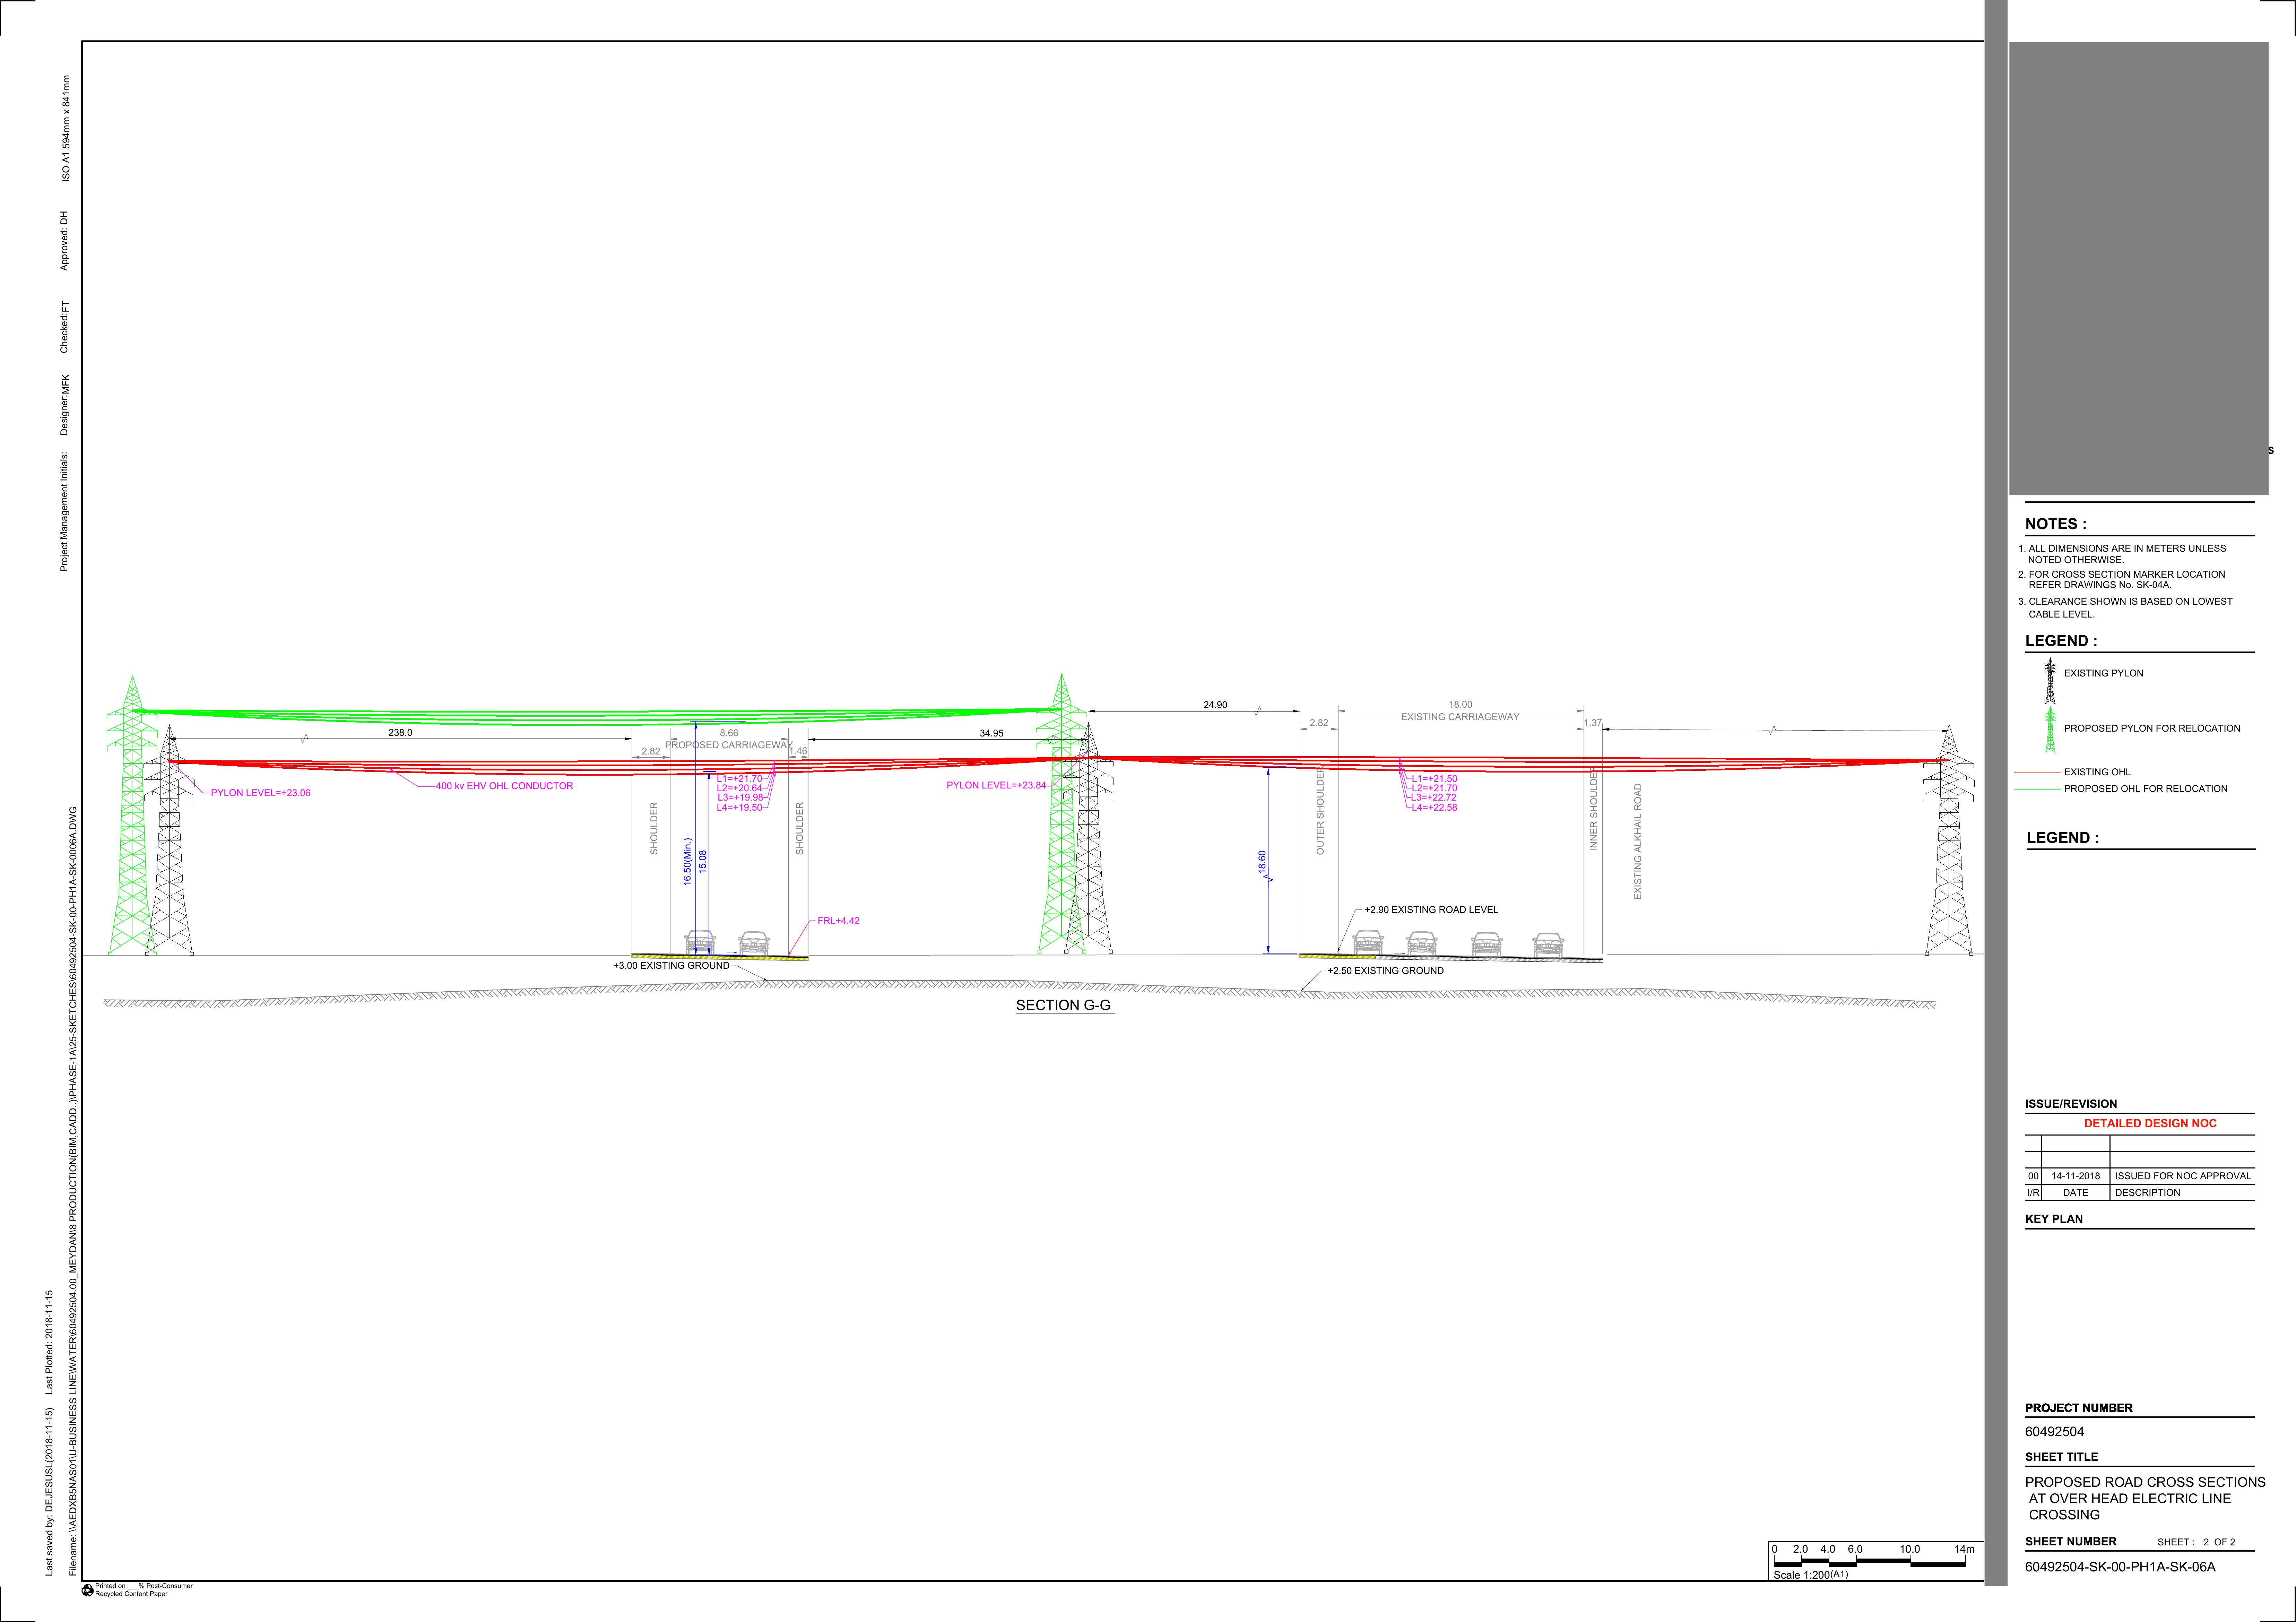 ISO A1 594mm x 841mm
Approved: DH
Checked:FT
Designer:MFK
Project Management Initials:
Last saved by: DEJESUSL(2018-11-15) Last Plotted: 2018-11-15
Filename: \\AEDXB5NAS01\U-BUSINESS LINE\WATER\60492504.00_MEYDAN\8 PRODUCTION(BIM,CADD..)\PHASE-1A\25-SKETCHES\60492504-SK-00-PH1A-SK-0006A.DWG
Printed on ___% Post-Consumer
Recycled Content Paper
238.0
2.82
8.66
PROPOSED CARRIAGEWAY
1.46
34.95
24.90
2.82
18.00
EXISTING CARRIAGEWAY
1.37
PYLON LEVEL=+23.06
400 kv EHV OHL CONDUCTOR
L1=+21.70
L2=+20.64
L3=+19.98
L4=+19.50
PYLON LEVEL=+23.84
L1=+21.50
L2=+21.70
L3=+22.72
L4=+22.58
SHOULDER
16.50(Min.)
15.08
SHOULDER
18.60
OUTER SHOULDER
INNER SHOULDER
EXISTING ALKHAIL ROAD
FRL+4.42
+2.90 EXISTING ROAD LEVEL
+3.00 EXISTING GROUND
+2.50 EXISTING GROUND
SECTION G-G
0 2.0 4.0 6.0 10.0 14m
Scale 1:200(A1)
s
NOTES :
1. ALL DIMENSIONS ARE IN METERS UNLESS
NOTED OTHERWISE.
2. FOR CROSS SECTION MARKER LOCATION
REFER DRAWINGS No. SK-04A.
3. CLEARANCE SHOWN IS BASED ON LOWEST
CABLE LEVEL.
LEGEND :
EXISTING PYLON
PROPOSED PYLON FOR RELOCATION
EXISTING OHL
PROPOSED OHL FOR RELOCATION
LEGEND :
ISSUE/REVISION
DETAILED DESIGN NOC
00 14-11-2018 ISSUED FOR NOC APPROVAL
I/R DATE DESCRIPTION
KEY PLAN
PROJECT NUMBER
60492504
SHEET TITLE
PROPOSED ROAD CROSS SECTIONS
AT OVER HEAD ELECTRIC LINE
CROSSING
SHEET NUMBER SHEET : 2 OF 2
60492504-SK-00-PH1A-SK-06A